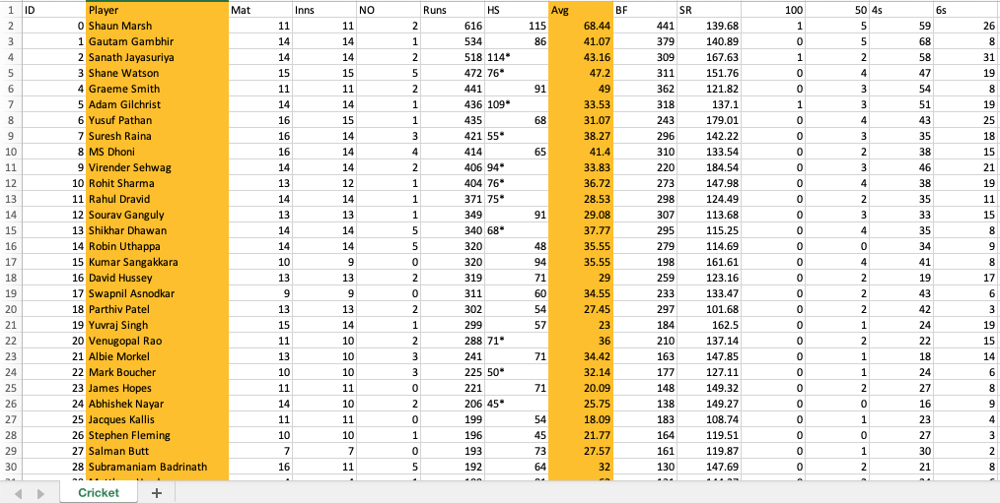 1 ID Player Mat Inns NO Runs HS Avg BF SR 100 50 4s 6s
2 0 Shaun Marsh 11 11 2 616 115 68.44 441 139.68 1 5 59 26
3 1 Gautam Gambhir 14 14 1 534 86 41.07 379 140.89 0 5 68 8
4 2 Sanath Jayasuriya 14 14 2 518 114* 43.16 309 167.63 1 2 58 31
5 3 Shane Watson 15 15 5 472 76* 47.2 311 151.76 0 4 47 19
6 4 Graeme Smith 11 11 2 441 91 49 362 121.82 0 3 54 8
7 5 Adam Gilchrist 14 14 1 436 109* 33.53 318 137.1 1 3 51 19
8 6 Yusuf Pathan 16 15 1 435 68 31.07 243 179.01 0 4 43 25
9 7 Suresh Raina 16 14 3 421 55* 38.27 296 142.22 0 3 35 18
10 8 MS Dhoni 16 14 4 414 65 41.4 310 133.54 0 2 38 15
11 9 Virender Sehwag 14 14 2 406 94* 33.83 220 184.54 0 3 46 21
12 10 Rohit Sharma 13 12 1 404 76* 36.72 273 147.98 0 4 38 19
13 11 Rahul Dravid 14 14 1 371 75* 28.53 298 124.49 0 2 35 11
14 12 Sourav Ganguly 13 13 1 349 91 29.08 307 113.68 0 3 33 15
15 13 Shikhar Dhawan 14 14 5 340 68* 37.77 295 115.25 0 4 35 8
16 14 Robin Uthappa 14 14 5 320 48 35.55 279 114.69 0 0 34 9
17 15 Kumar Sangakkara 10 9 0 320 94 35.55 198 161.61 0 4 41 8
18 16 David Hussey 13 13 2 319 71 29 259 123.16 0 2 19 17
19 17 Swapnil Asnodkar 9 9 0 311 60 34.55 233 133.47 0 2 43 6
20 18 Parthiv Patel 13 13 2 302 54 27.45 297 101.68 0 2 42 3
21 19 Yuvraj Singh 15 14 1 299 57 23 184 162.5 0 1 24 19
22 20 Venugopal Rao 11 10 2 288 71* 36 210 137.14 0 2 22 15
23 21 Albie Morkel 13 10 3 241 71 34.42 163 147.85 0 1 18 14
24 22 Mark Boucher 10 10 3 225 50* 32.14 177 127.11 0 1 24 6
25 23 James Hopes 11 11 0 221 71 20.09 148 149.32 0 2 27 8
26 24 Abhishek Nayar 14 10 2 206 45* 25.75 138 149.27 0 0 16 9
27 25 Jacques Kallis 11 11 0 199 54 18.09 183 108.74 0 1 23 4
28 26 Stephen Fleming 10 10 1 196 45 21.77 164 119.51 0 0 27 3
29 27 Salman Butt 7 7 0 193 73 27.57 161 119.87 0 1 30 2
30 28 Subramaniam Badrinath 16 11 5 192 64 32 130 147.69 0 2 21 8
Cricket +